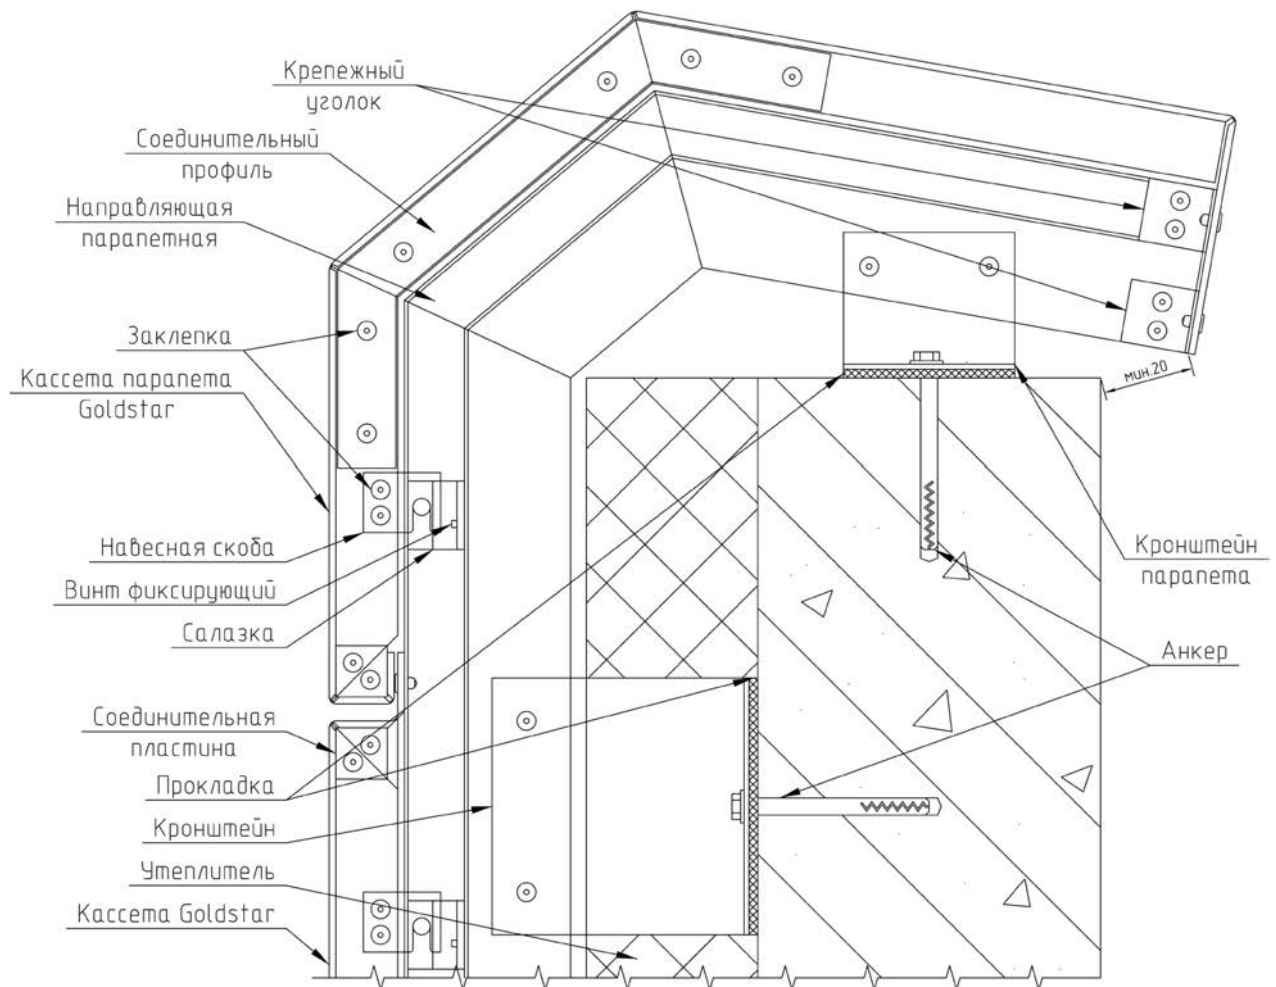 Крепежный
уголок
Соединительный
профиль
Направляющая
парапетная
Заклепка
Кассета парапета
Goldstar
мин.20
Навесная скоба
Кронштейн
парапета
Винт фиксирующий
Салазка
Анкер
Соединительная
пластина
Прокладка
Кронштейн
Утеплитель
Кассета Goldstar